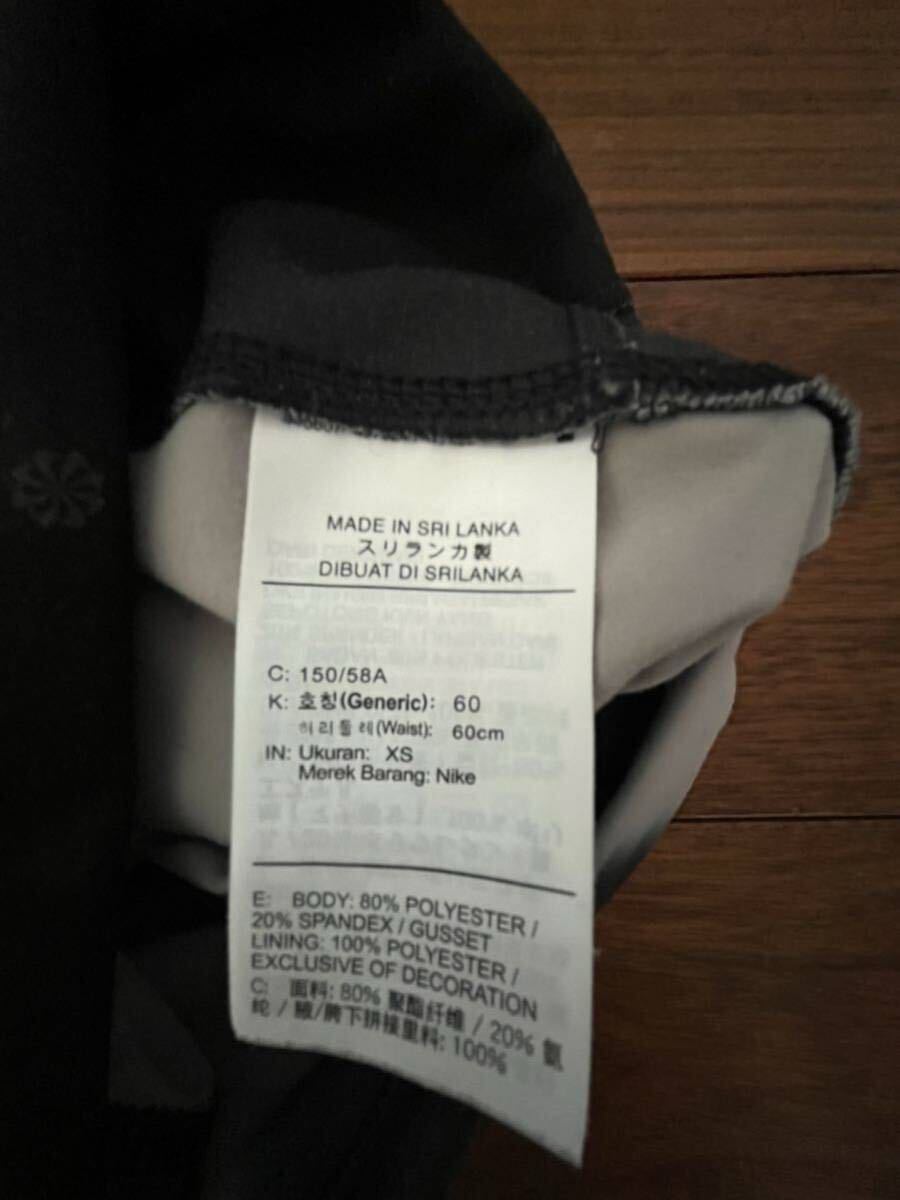 MADE IN SRI LANKA
スリランカ製
DIBUAT DI SRILANKA
C: 150/58A
K: 호칭(Generic): 60
허리둘레(Waist): 60cm
IN: Ukuran: XS
Merek Barang: Nike
E: BODY: 80% POLYESTER /
20% SPANDEX / GUSSET
LINING: 100% POLYESTER /
EXCLUSIVE OF DECORATION
C: 面料: 80% 聚酯纤维 / 20% 氨
纶 / 腋/胯下拼接里料: 100%